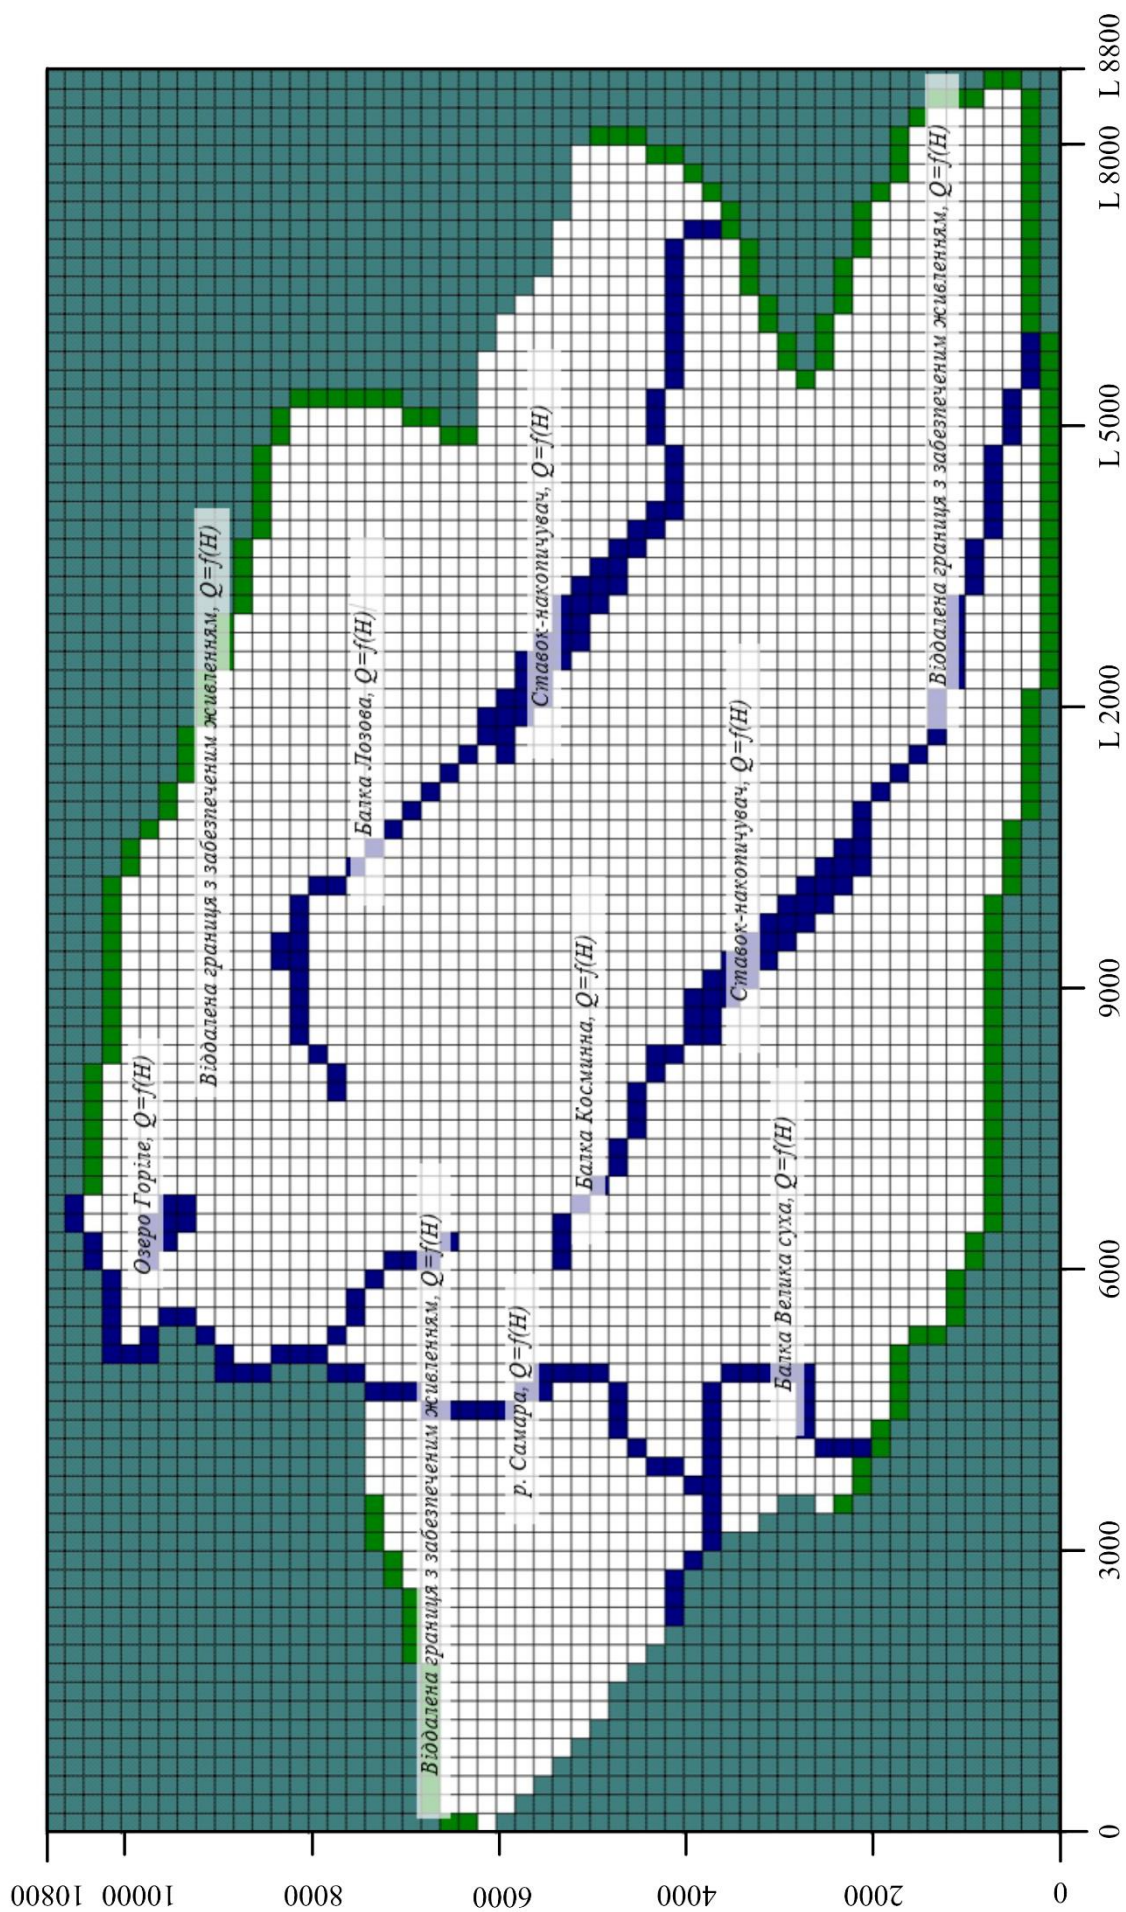 10800
10000
Озеро Горіле, Q=f(H)
Віддалена границя з забезпеченим живленням, Q=f(H)
8000
Балка Лозова, Q=f(H)
Віддалена границя з забезпеченим живленням, Q=f(H)
6000
р. Самара, Q=f(H)
Ставок-накопичувач, Q=f(H)
Балка Косминна, Q=f(H)
4000
Ставок-накопичувач, Q=f(H)
Балка Велика суха, Q=f(H)
2000
Віддалена границя з забезпеченим живленням, Q=f(H)
0
0 3000 6000 9000 L 2000 L 5000 L 8000 L 8800